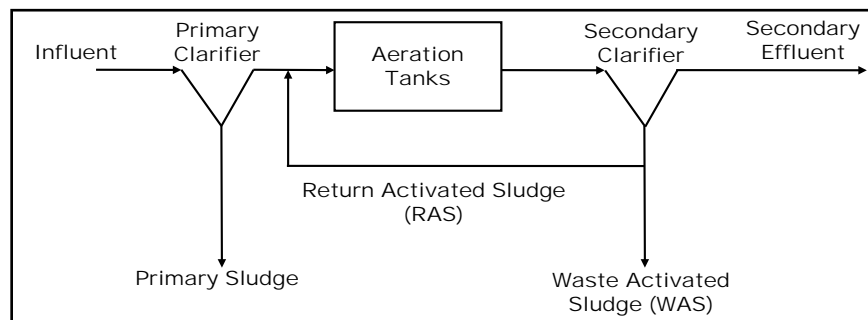 Influent
Primary
Clarifier
Aeration
Tanks
Secondary
Clarifier
Secondary
Effluent
Return Activated Sludge
(RAS)
Primary Sludge
Waste Activated
Sludge (WAS)